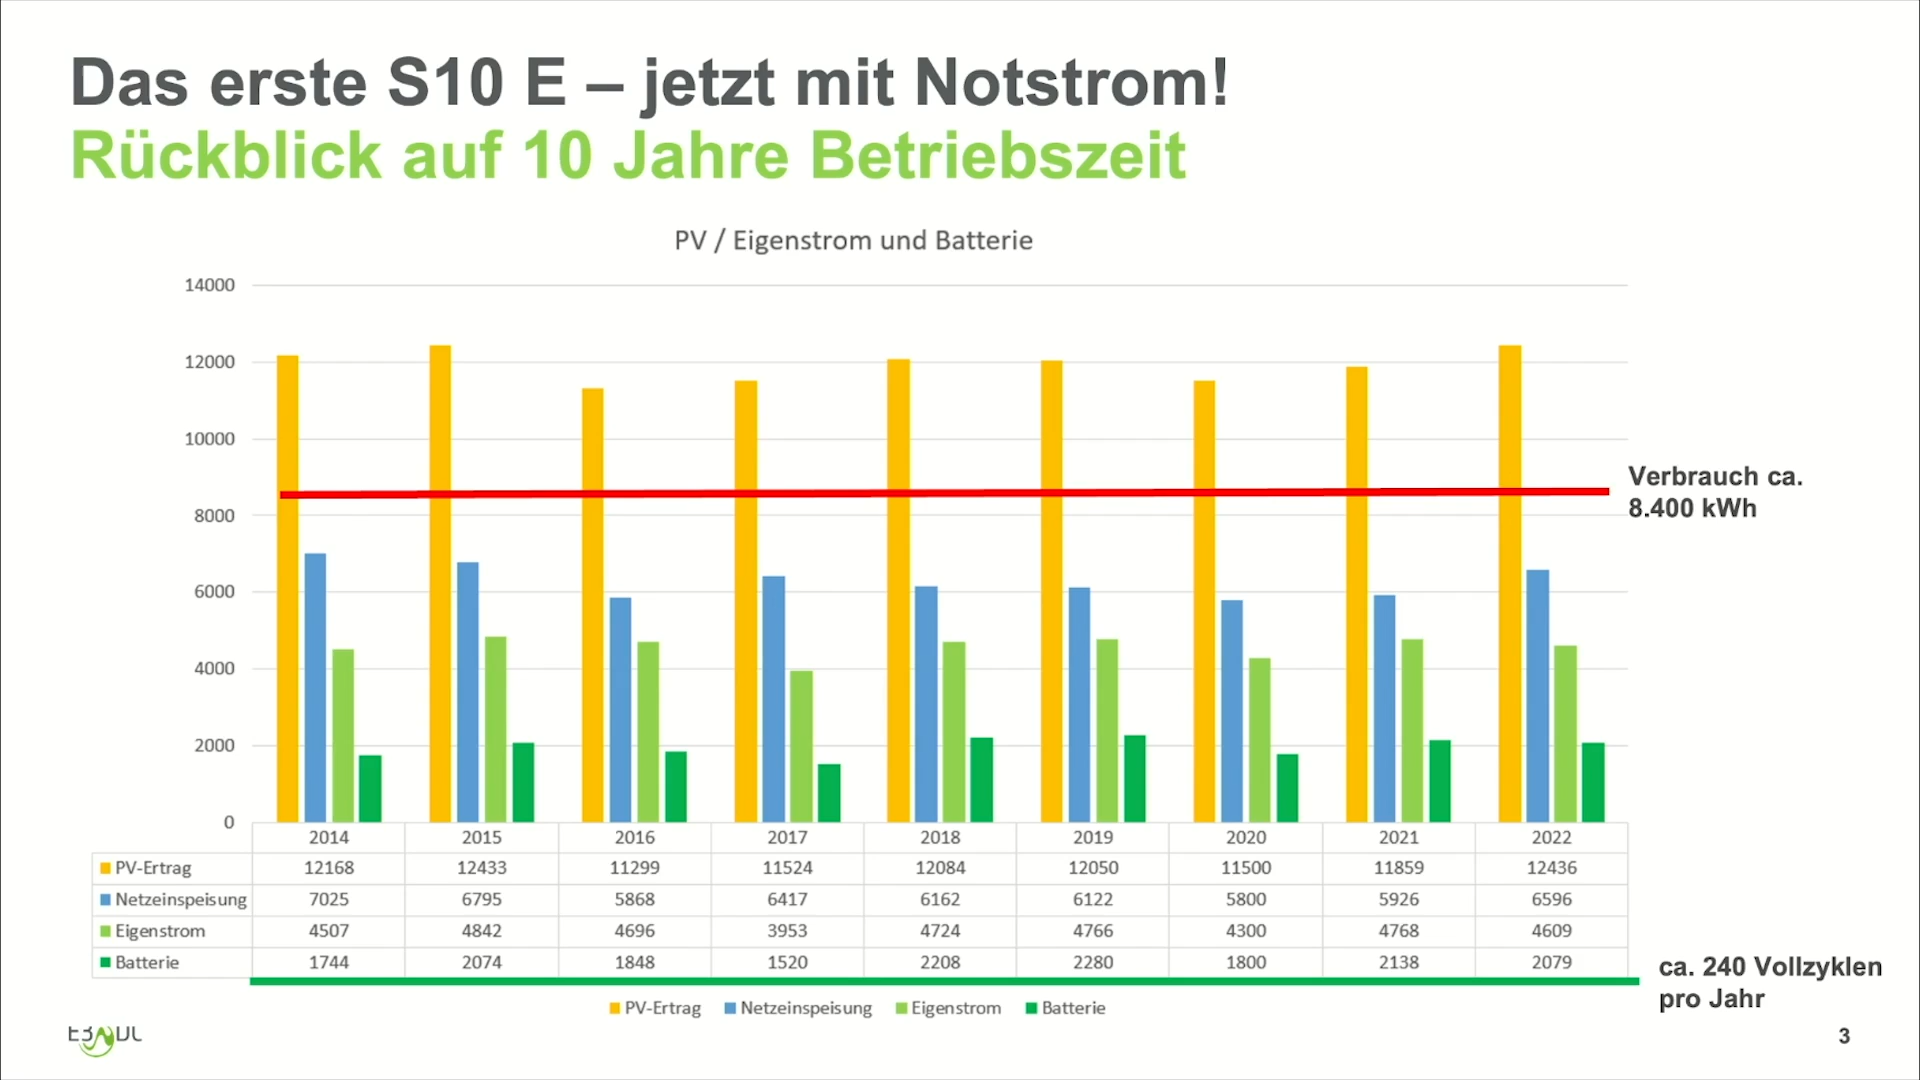 Das erste S10 E – jetzt mit Notstrom!
Rückblick auf 10 Jahre Betriebszeit
PV / Eigenstrom und Batterie
14000
12000
10000
8000
6000
4000
2000
0
Verbrauch ca.
8.400 kWh
2014 2015 2016 2017 2018 2019 2020 2021 2022
PV-Ertrag 12168 12433 11299 11524 12084 12050 11500 11859 12436
Netzeinspeisung 7025 6795 5868 6417 6162 6122 5800 5926 6596
Eigenstrom 4507 4842 4696 3953 4724 4766 4300 4768 4609
Batterie 1744 2074 1848 1520 2208 2280 1800 2138 2079
ca. 240 Vollzyklen
pro Jahr
PV-Ertrag Netzeinspeisung Eigenstrom Batterie
3